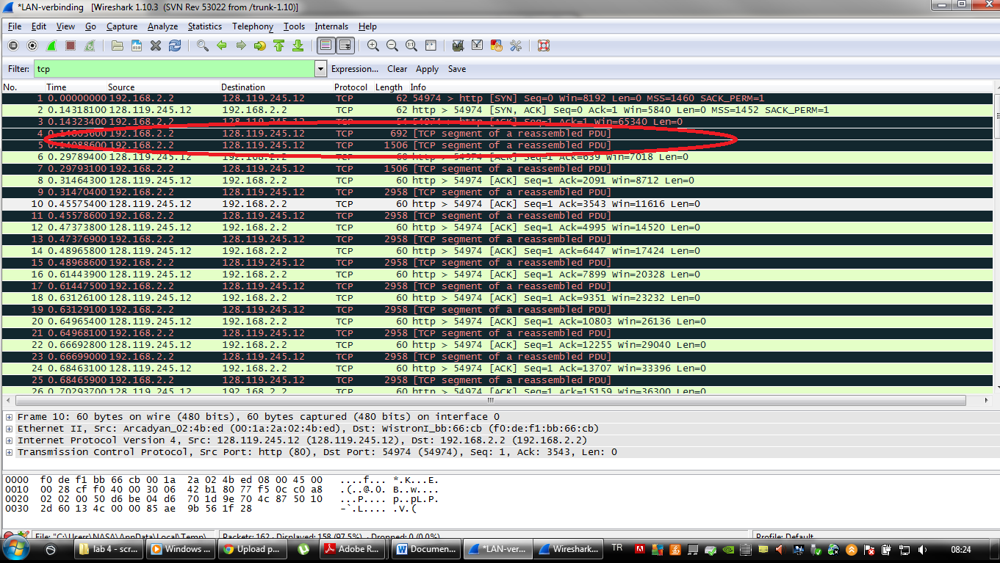 *LAN-verbinding [Wireshark 1.10.3 (SVN Rev 53022 from /trunk-1.10)]
File Edit View Go Capture Analyze Statistics Telephony Tools Internals Help
Filter: tcp Expression... Clear Apply Save
No. Time Source Destination Protocol Length Info
1 0.00000000 192.168.2.2 128.119.245.12 TCP 62 54974 > http [SYN] Seq=0 Win=8192 Len=0 MSS=1460 SACK_PERM=1
2 0.14318100 128.119.245.12 192.168.2.2 TCP 62 http > 54974 [SYN, ACK] Seq=0 Ack=1 Win=5840 Len=0 MSS=1452 SACK_PERM=1
3 0.14323400 192.168.2.2 128.119.245.12 TCP 54 54974 > http [ACK] Seq=1 Ack=1 Win=65340 Len=0
4 192.168.2.2 128.119.245.12 TCP 692 [TCP segment of a reassembled PDU]
5 192.168.2.2 128.119.245.12 TCP 1506 [TCP segment of a reassembled PDU]
6 0.29789400 128.119.245.12 192.168.2.2 TCP 60 http > 54974 [ACK] Seq=1 Ack=639 Win=7018 Len=0
7 0.29793100 192.168.2.2 128.119.245.12 TCP 1506 [TCP segment of a reassembled PDU]
8 0.31464300 128.119.245.12 192.168.2.2 TCP 60 http > 54974 [ACK] Seq=1 Ack=2091 Win=8712 Len=0
9 0.31470400 192.168.2.2 128.119.245.12 TCP 2958 [TCP segment of a reassembled PDU]
10 0.45575400 128.119.245.12 192.168.2.2 TCP 60 http > 54974 [ACK] Seq=1 Ack=3543 Win=11616 Len=0
11 0.45578600 192.168.2.2 128.119.245.12 TCP 2958 [TCP segment of a reassembled PDU]
12 0.47373800 128.119.245.12 192.168.2.2 TCP 60 http > 54974 [ACK] Seq=1 Ack=4995 Win=14520 Len=0
13 0.47376900 192.168.2.2 128.119.245.12 TCP 2958 [TCP segment of a reassembled PDU]
14 0.48965800 128.119.245.12 192.168.2.2 TCP 60 http > 54974 [ACK] Seq=1 Ack=6447 Win=17424 Len=0
15 0.48968600 192.168.2.2 128.119.245.12 TCP 2958 [TCP segment of a reassembled PDU]
16 0.61443900 128.119.245.12 192.168.2.2 TCP 60 http > 54974 [ACK] Seq=1 Ack=7899 Win=20328 Len=0
17 0.61447500 192.168.2.2 128.119.245.12 TCP 2958 [TCP segment of a reassembled PDU]
18 0.63126100 128.119.245.12 192.168.2.2 TCP 60 http > 54974 [ACK] Seq=1 Ack=9351 Win=23232 Len=0
19 0.63129100 192.168.2.2 128.119.245.12 TCP 2958 [TCP segment of a reassembled PDU]
20 0.64965400 128.119.245.12 192.168.2.2 TCP 60 http > 54974 [ACK] Seq=1 Ack=10803 Win=26136 Len=0
21 0.64968100 192.168.2.2 128.119.245.12 TCP 2958 [TCP segment of a reassembled PDU]
22 0.66692800 128.119.245.12 192.168.2.2 TCP 60 http > 54974 [ACK] Seq=1 Ack=12255 Win=29040 Len=0
23 0.66699000 192.168.2.2 128.119.245.12 TCP 2958 [TCP segment of a reassembled PDU]
24 0.68463100 128.119.245.12 192.168.2.2 TCP 60 http > 54974 [ACK] Seq=1 Ack=13707 Win=33396 Len=0
25 0.68465900 192.168.2.2 128.119.245.12 TCP 2958 [TCP segment of a reassembled PDU]
26 0.70293700 128.119.245.12 192.168.2.2 TCP 60 http > 54974 [ACK] Seq=1 Ack=15159 Win=36300 Len=0
Frame 10: 60 bytes on wire (480 bits), 60 bytes captured (480 bits) on interface 0
Ethernet II, Src: Arcadyan_02:4b:ed (00:1a:2a:02:4b:ed), Dst: WistronI_bb:66:cb (f0:de:f1:bb:66:cb)
Internet Protocol Version 4, Src: 128.119.245.12 (128.119.245.12), Dst: 192.168.2.2 (192.168.2.2)
Transmission Control Protocol, Src Port: http (80), Dst Port: 54974 (54974), Seq: 1, Ack: 3543, Len: 0
0000 f0 de f1 bb 66 cb 00 1a 2a 02 4b ed 08 00 45 00 ....f... *.K...E.
0010 00 28 cf f0 40 00 30 06 42 b1 80 77 f5 0c c0 a8 .(..@.0. B..w....
0020 02 02 00 50 d6 be 04 d6 70 1d 9e 70 4c 87 50 10 ...P.... p..pL.P.
0030 2d 60 13 4c 00 00 85 ae 9b 56 1f 28 -`.L.... .V.(
File: "C:\Users\NASA\AppData\Local\Temp\ Packets: 162 · Displayed: 158 (97.5%) · Dropped: 0 (0.0%) Profile: Default
lab 4 - scr... Windows ... Upload p... Adobe R... Documen... *LAN-ver... Wireshark... TR 08:24